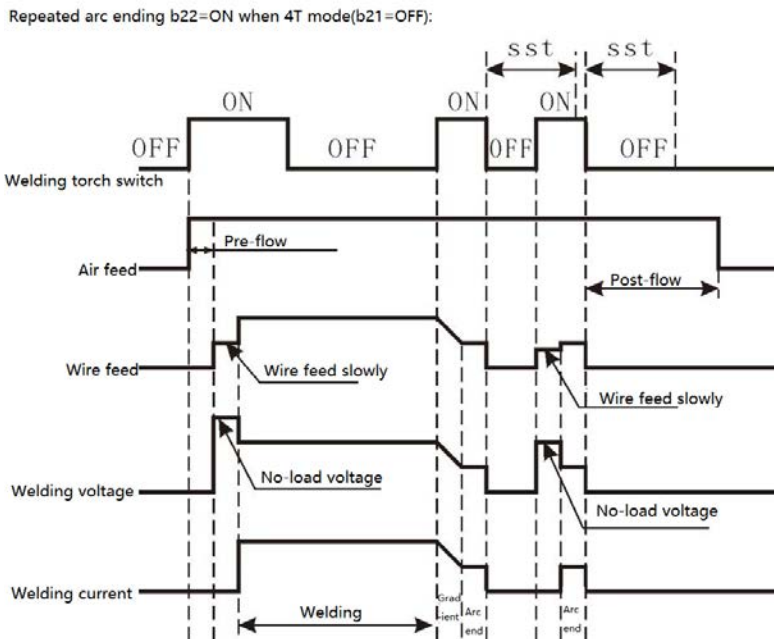 Repeated arc ending b22=ON when 4T mode(b21=OFF):
sst
sst
ON
ON
ON
OFF
OFF
OFF
OFF
Welding torch switch
Pre-flow
Air feed
Post-flow
Wire feed
Wire feed slowly
Wire feed slowly
No-load voltage
Welding voltage
No-load voltage
Welding current
Welding
Grad
ient
Arc
end
Arc
end